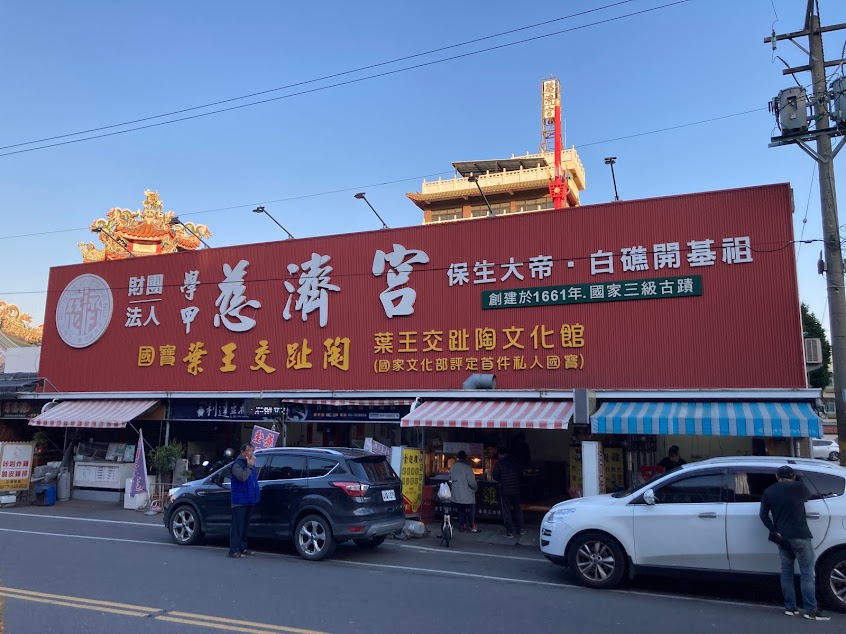 慈濟宮
財團
法人
學甲
慈濟宮
保生大帝・白礁開基祖
創建於1661年.國家三級古蹟
國寶葉王交趾陶
葉王交趾陶文化館
(國家文化部評定首件私人國寶)